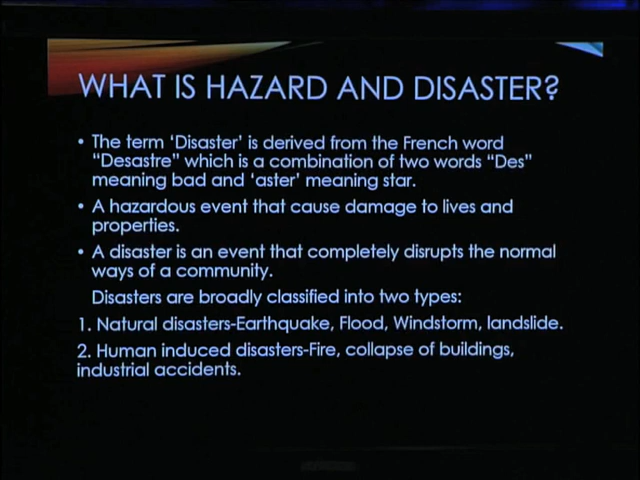 WHAT IS HAZARD AND DISASTER?
• The term ‘Disaster’ is derived from the French word
“Desastre” which is a combination of two words “Des”
meaning bad and ‘aster’ meaning star.
• A hazardous event that cause damage to lives and
properties.
• A disaster is an event that completely disrupts the normal
ways of a community.
Disasters are broadly classified into two types:
1. Natural disasters-Earthquake, Flood, Windstorm, landslide.
2. Human induced disasters-Fire, collapse of buildings,
industrial accidents.